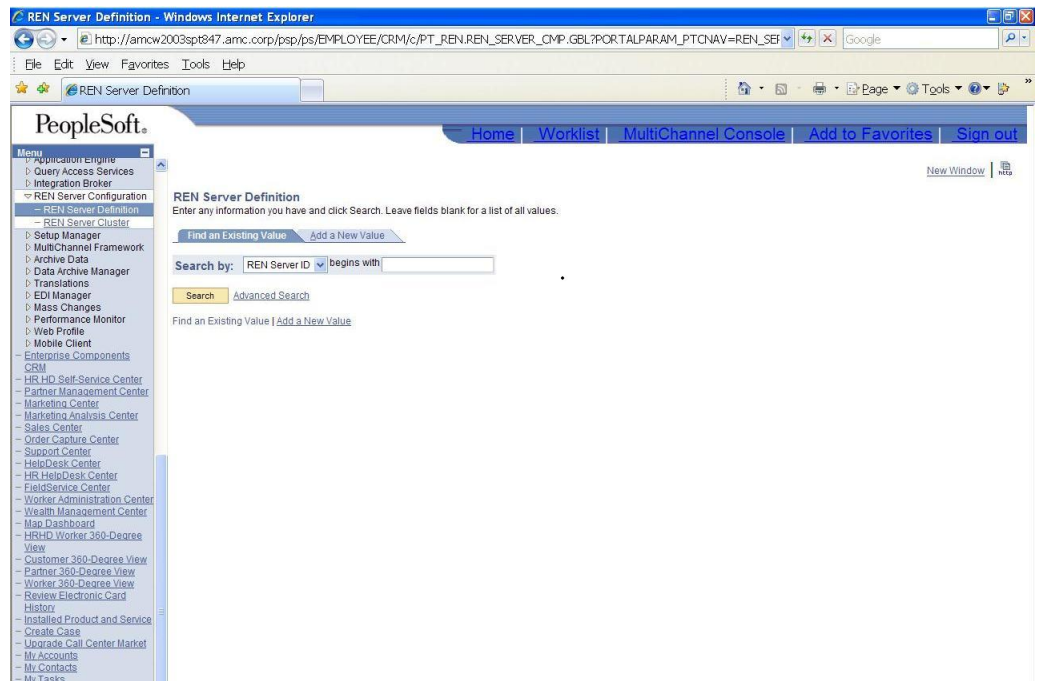 REN Server Definition - Windows Internet Explorer
http://amcw2003spt847.amc.corp/psp/ps/EMPLOYEE/CRM/c/PT_REN.REN_SERVER_CMP.GBL?PORTALPARAM_PTCNAV=REN_SEF
Google
File Edit View Favorites Tools Help
REN Server Definition
Page Tools »
PeopleSoft.
Home | Worklist | MultiChannel Console | Add to Favorites | Sign out
Menu
Application Engine
Query Access Services
Integration Broker
REN Server Configuration
– REN Server Definition
– REN Server Cluster
Setup Manager
MultiChannel Framework
Archive Data
Data Archive Manager
Translations
EDI Manager
Mass Changes
Performance Monitor
Web Profile
Mobile Client
– Enterprise Components
CRM
– HR HD Self-Service Center
– Partner Management Center
– Marketing Center
– Marketing Analysis Center
– Sales Center
– Order Capture Center
– Support Center
– HelpDesk Center
– HR HelpDesk Center
– FieldService Center
– Worker Administration Center
– Wealth Management Center
– Map Dashboard
– HRHD Worker 360-Degree
View
– Customer 360-Degree View
– Partner 360-Degree View
– Worker 360-Degree View
– Review Electronic Card
History
– Installed Product and Service
– Create Case
– Upgrade Call Center Market
– My Accounts
– My Contacts
– My Tasks
New Window | http
REN Server Definition
Enter any information you have and click Search. Leave fields blank for a list of all values.
Find an Existing Value Add a New Value
Search by: REN Server ID begins with
Search Advanced Search
Find an Existing Value | Add a New Value